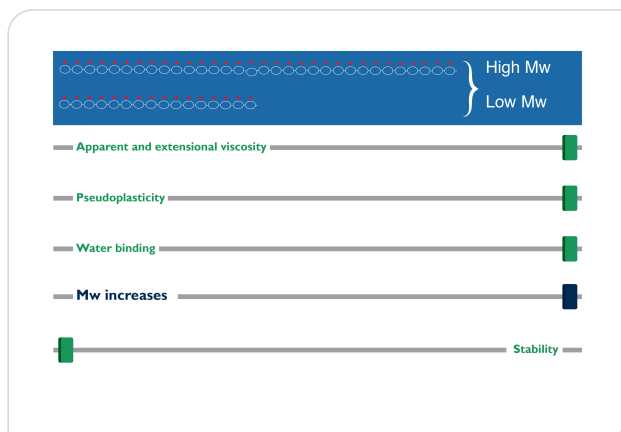 High Mw
Low Mw
Apparent and extensional viscosity
Pseudoplasticity
Water binding
Mw increases
Stability